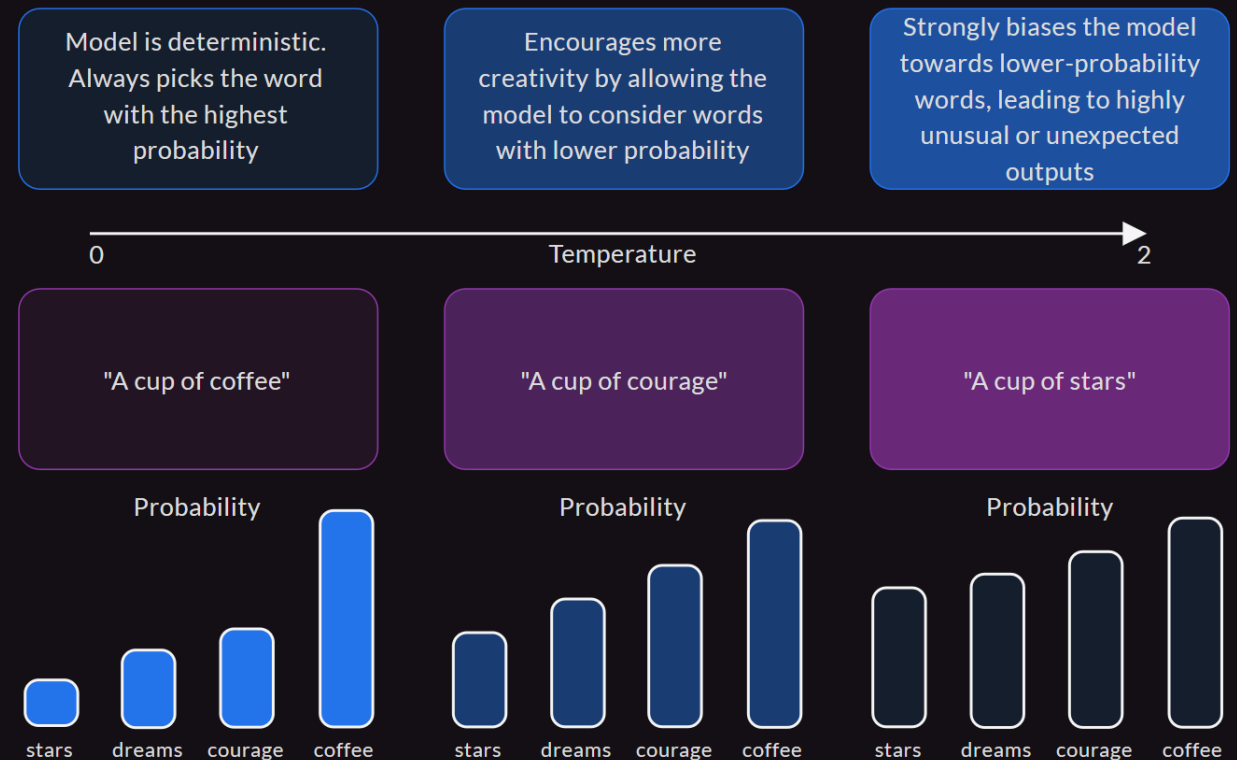 Model is deterministic.
Always picks the word
with the highest
probability
Encourages more
creativity by allowing the
model to consider words
with lower probability
Strongly biases the model
towards lower-probability
words, leading to highly
unusual or unexpected
outputs
0
Temperature
2
"A cup of coffee"
"A cup of courage"
"A cup of stars"
Probability
Probability
Probability
stars
dreams
courage
coffee
stars
dreams
courage
coffee
stars
dreams
courage
coffee